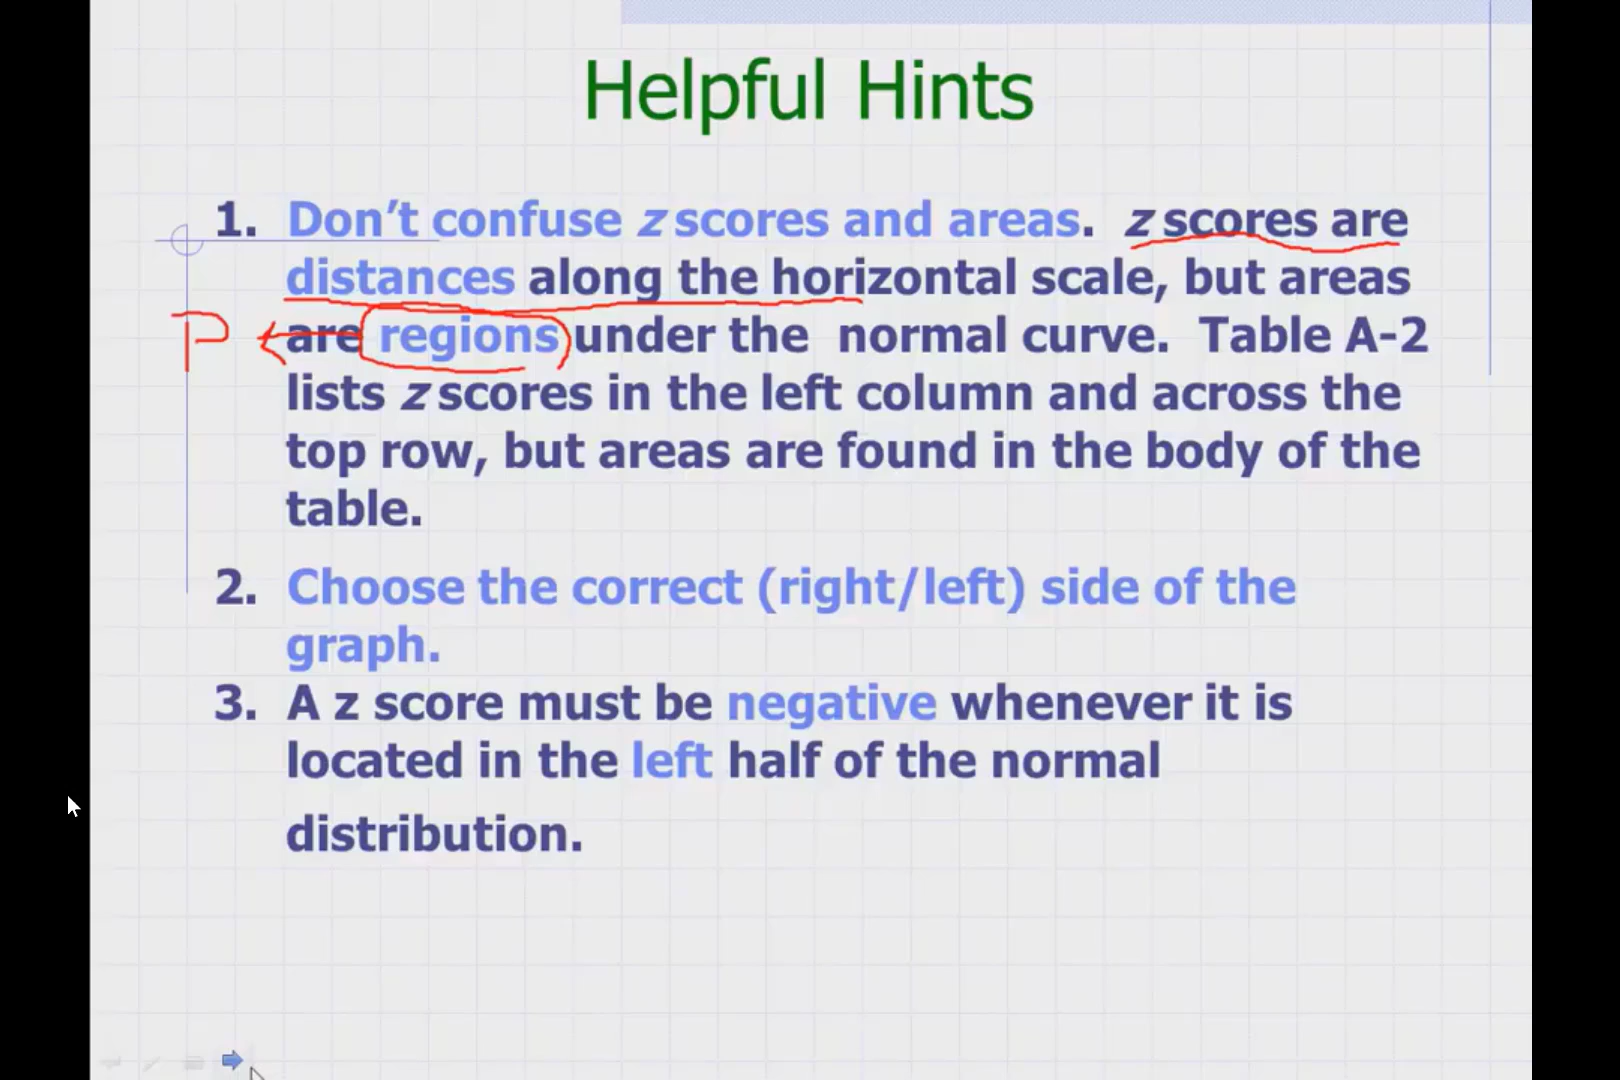 Helpful Hints
1. Don’t confuse z scores and areas. z scores are
distances along the horizontal scale, but areas
P are regions under the normal curve. Table A-2
lists z scores in the left column and across the
top row, but areas are found in the body of the
table.
2. Choose the correct (right/left) side of the
graph.
3. A z score must be negative whenever it is
located in the left half of the normal
distribution.